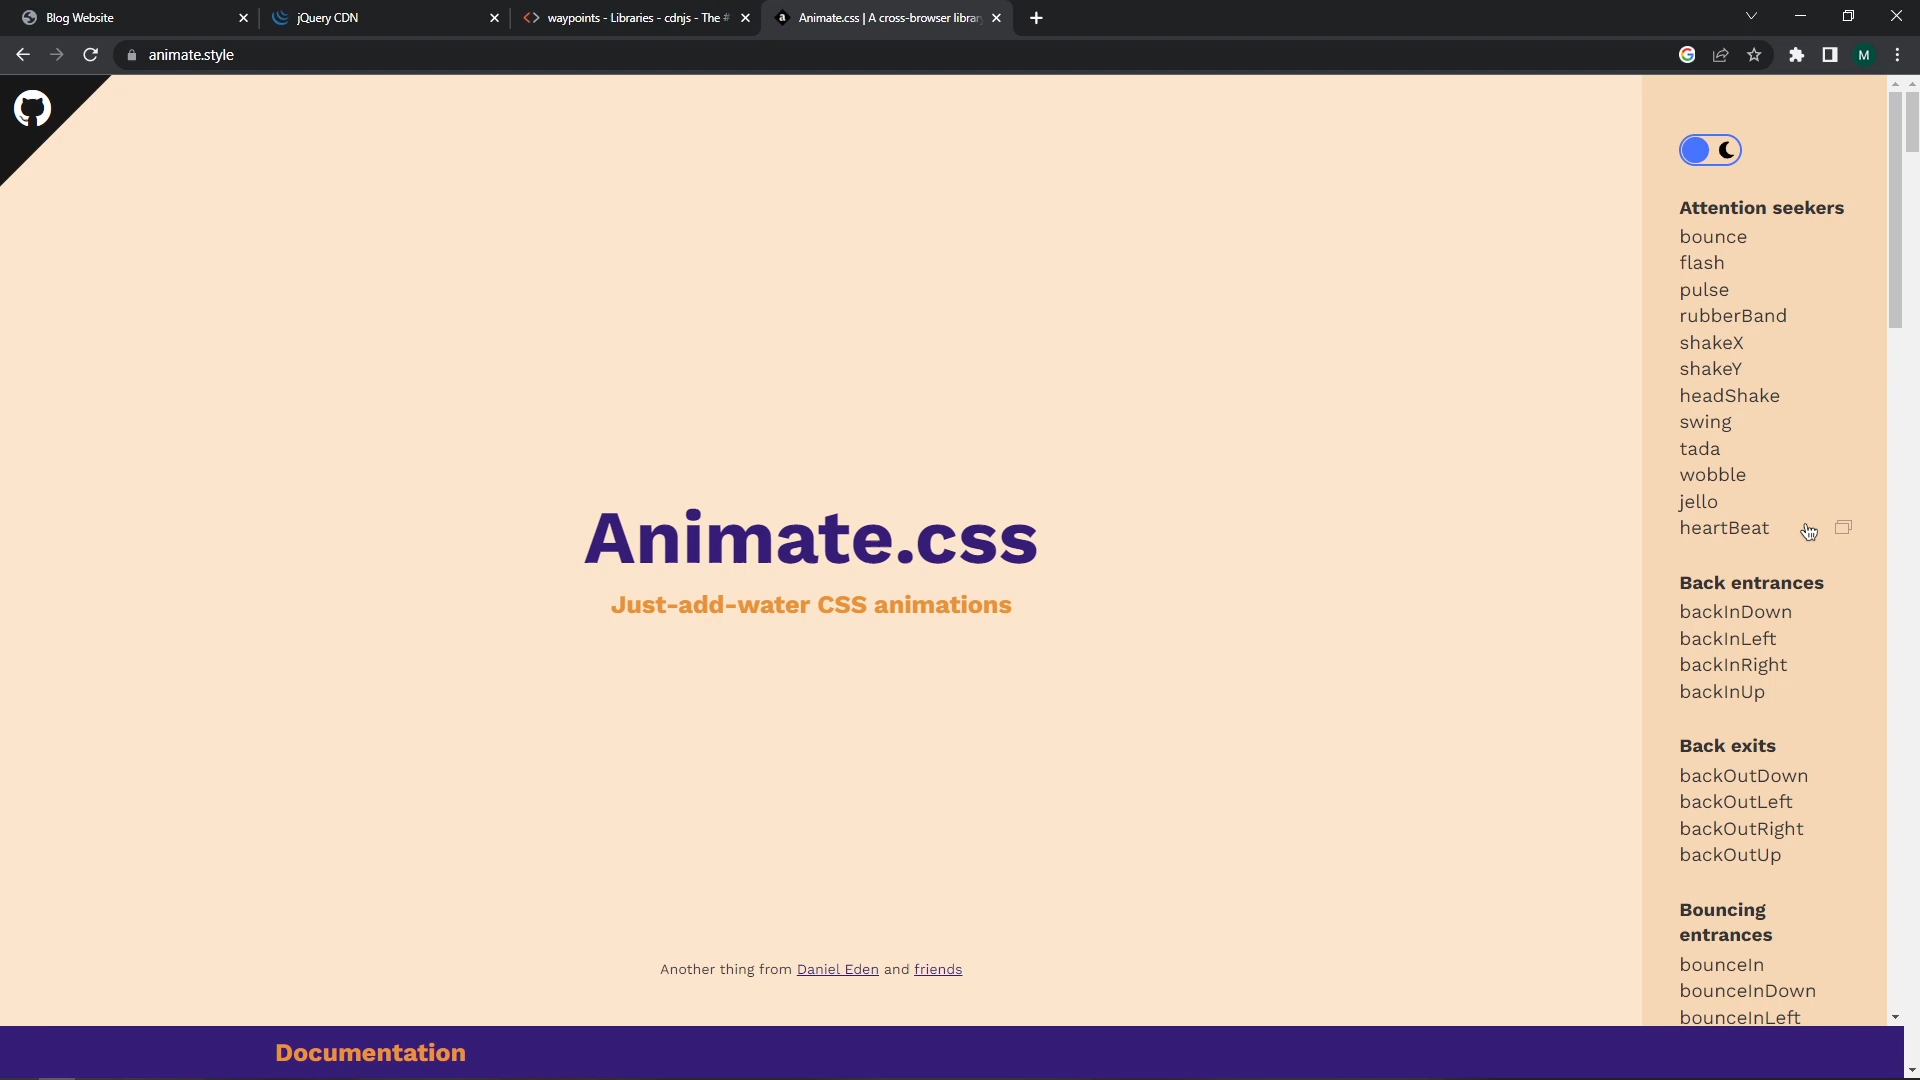 Blog Website
jQuery CDN
waypoints - Libraries - cdnjs - The #
Animate.css | A cross-browser librar
animate.style
M
Animate.css
Just-add-water CSS animations
Another thing from Daniel Eden and friends
Documentation
Attention seekers
bounce
flash
pulse
rubberBand
shakeX
shakeY
headShake
swing
tada
wobble
jello
heartBeat
Back entrances
backInDown
backInLeft
backInRight
backInUp
Back exits
backOutDown
backOutLeft
backOutRight
backOutUp
Bouncing
entrances
bounceIn
bounceInDown
bounceInLeft